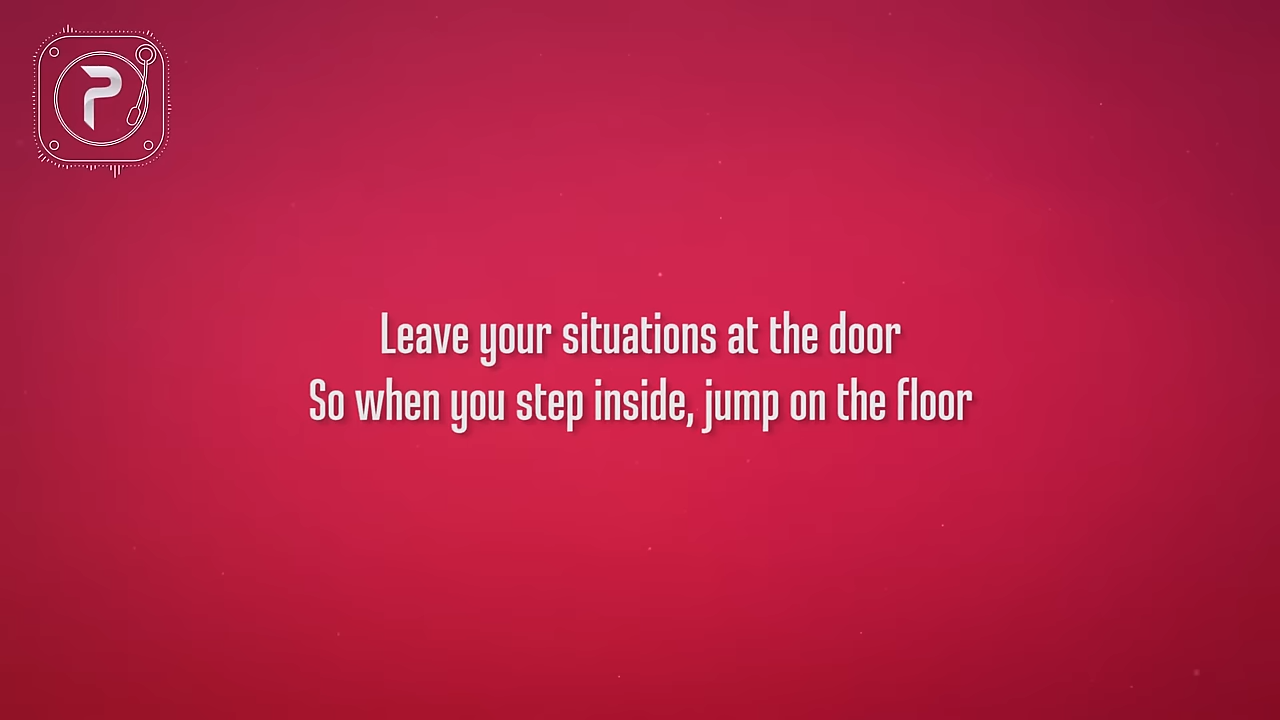 P
Leave your situations at the door
So when you step inside, jump on the floor